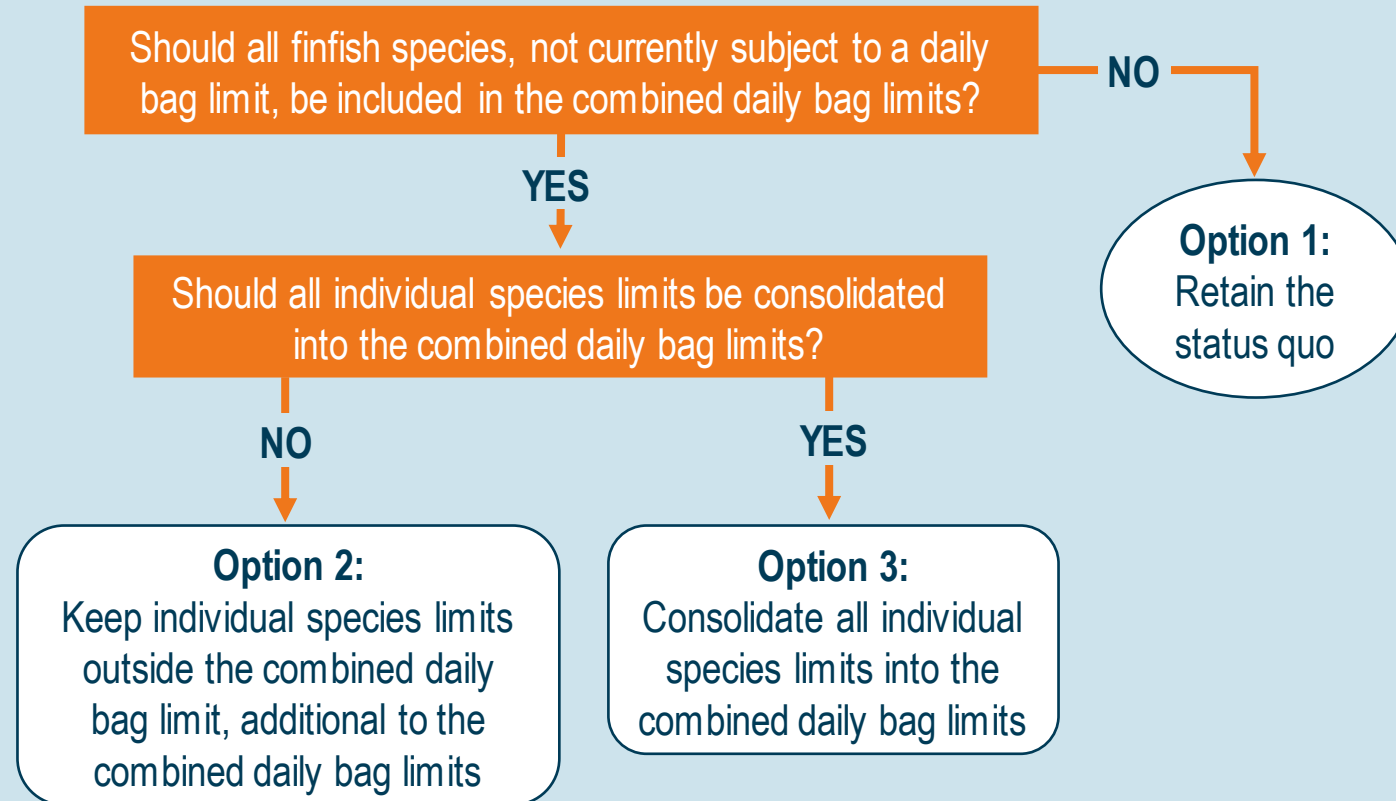 Should all finfish species, not currently subject to a daily
bag limit, be included in the combined daily bag limits?
NO
YES
Option 1:
Retain the
status quo
Should all individual species limits be consolidated
into the combined daily bag limits?
NO
YES
Option 2:
Keep individual species limits
outside the combined daily
bag limit, additional to the
combined daily bag limits
Option 3:
Consolidate all individual
species limits into the
combined daily bag limits